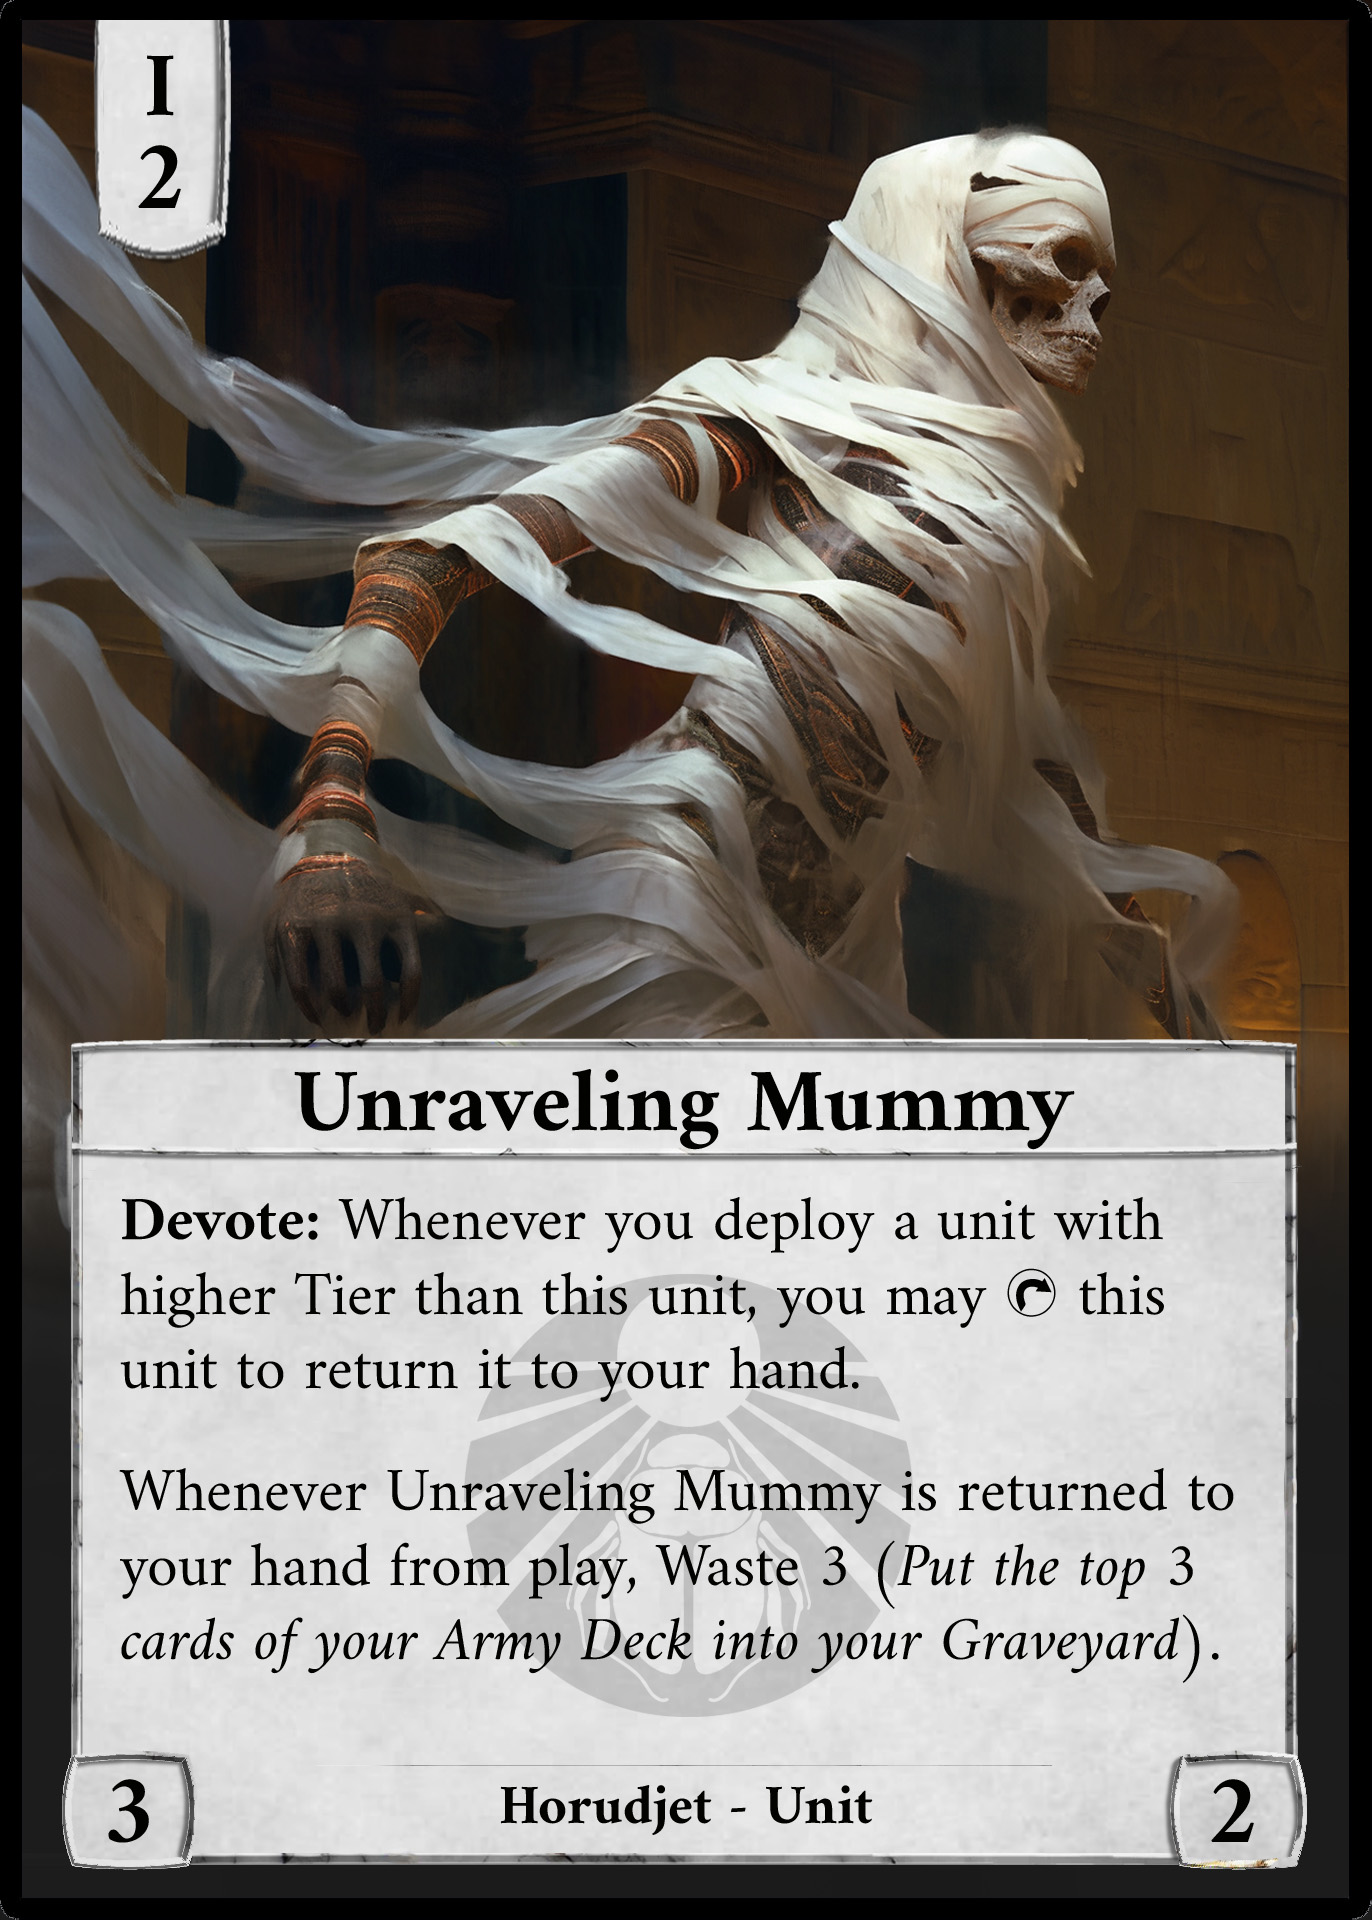 I
2
Unraveling Mummy
Devote: Whenever you deploy a unit with
higher Tier than this unit, you may this
unit to return it to your hand.
Whenever Unraveling Mummy is returned to
your hand from play, Waste 3 (Put the top 3
cards of your Army Deck into your Graveyard).
3
Horudjet - Unit
2